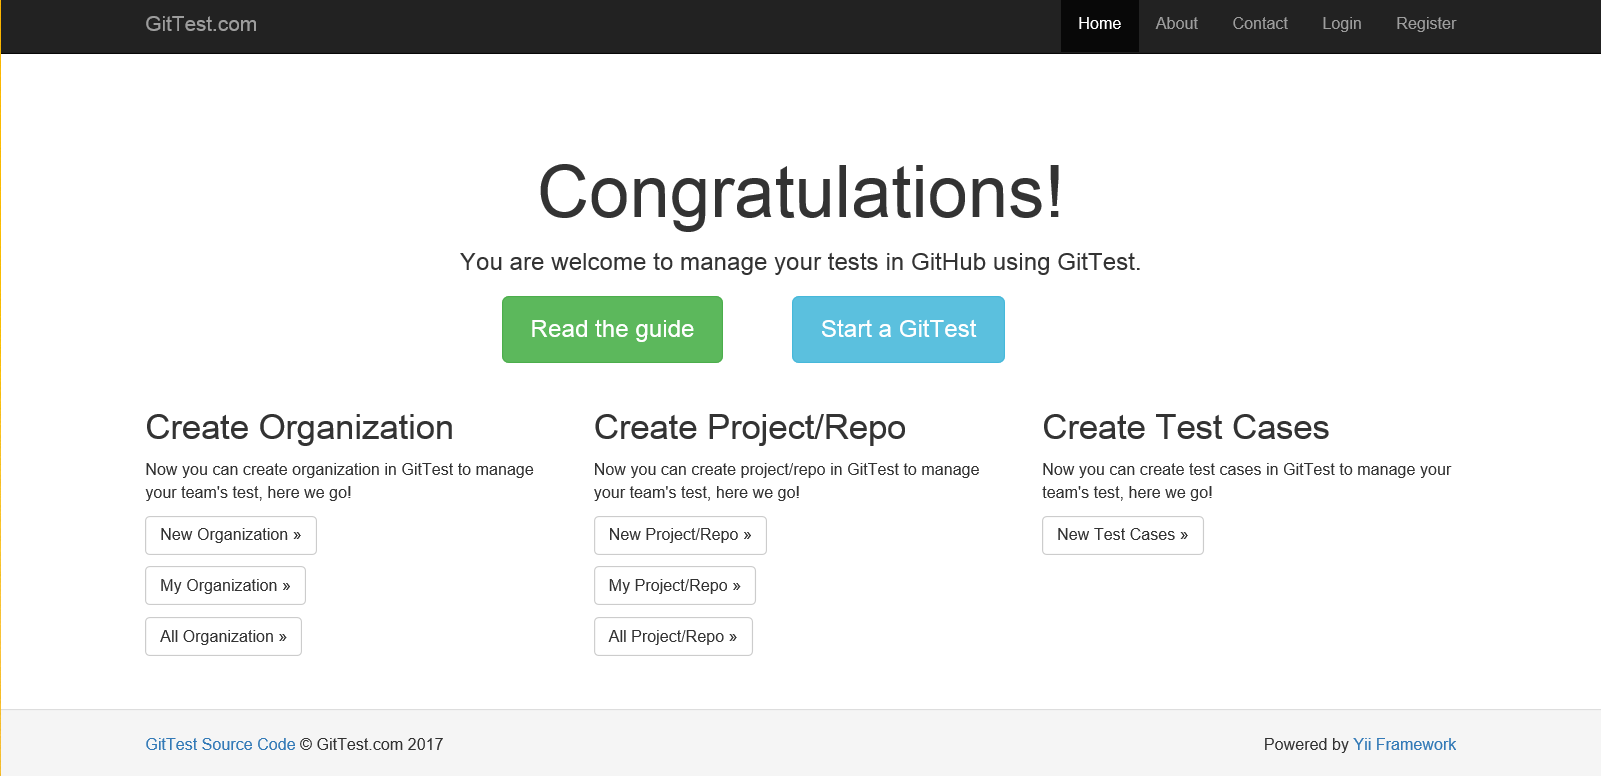 GitTest.com Home About Contact Login Register
Congratulations!
You are welcome to manage your tests in GitHub using GitTest.
Read the guide Start a GitTest
Create Organization
Now you can create organization in GitTest to manage
your team's test, here we go!
New Organization »
My Organization »
All Organization »
Create Project/Repo
Now you can create project/repo in GitTest to manage
your team's test, here we go!
New Project/Repo »
My Project/Repo »
All Project/Repo »
Create Test Cases
Now you can create test cases in GitTest to manage your
team's test, here we go!
New Test Cases »
GitTest Source Code © GitTest.com 2017 Powered by Yii Framework